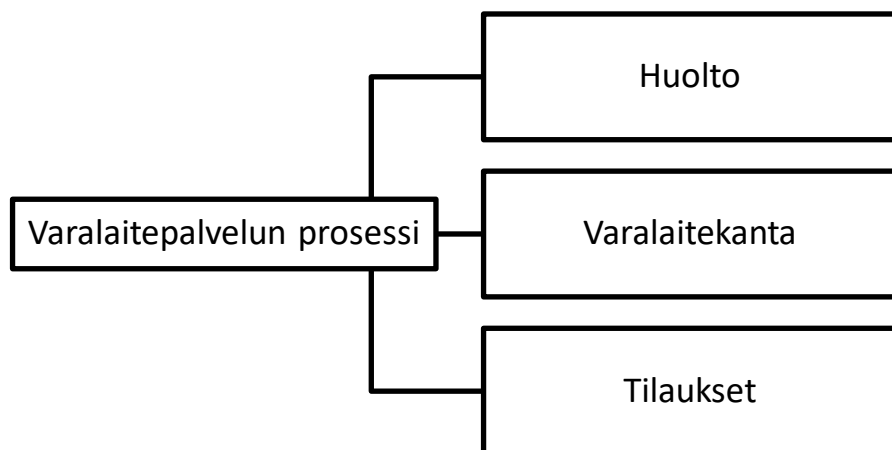 Huolto
Varalaitepalvelun prosessi
Varalaitekanta
Tilaukset